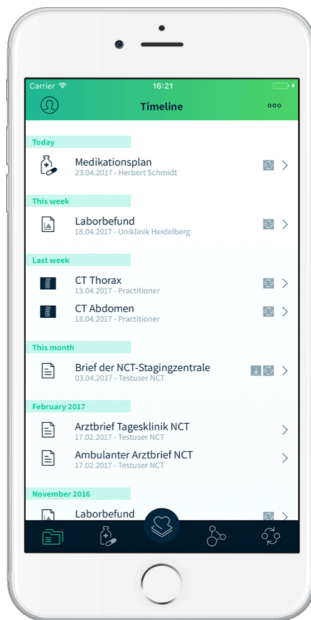 Carrier
16:21
Timeline
Today
Medikationsplan
23.04.2017 - Herbert Schmidt
This week
Laborbefund
18.04.2017 - Uniklinik Heidelberg
Last week
CT Thorax
13.04.2017 - Practitioner
CT Abdomen
13.04.2017 - Practitioner
This month
Brief der NCT-Stagingzentrale
03.04.2017 - Testuser NCT
February 2017
Arztbrief Tagesklinik NCT
17.02.2017 - Testuser NCT
Ambulanter Arztbrief NCT
17.02.2017 - Testuser NCT
November 2016
Laborbefund